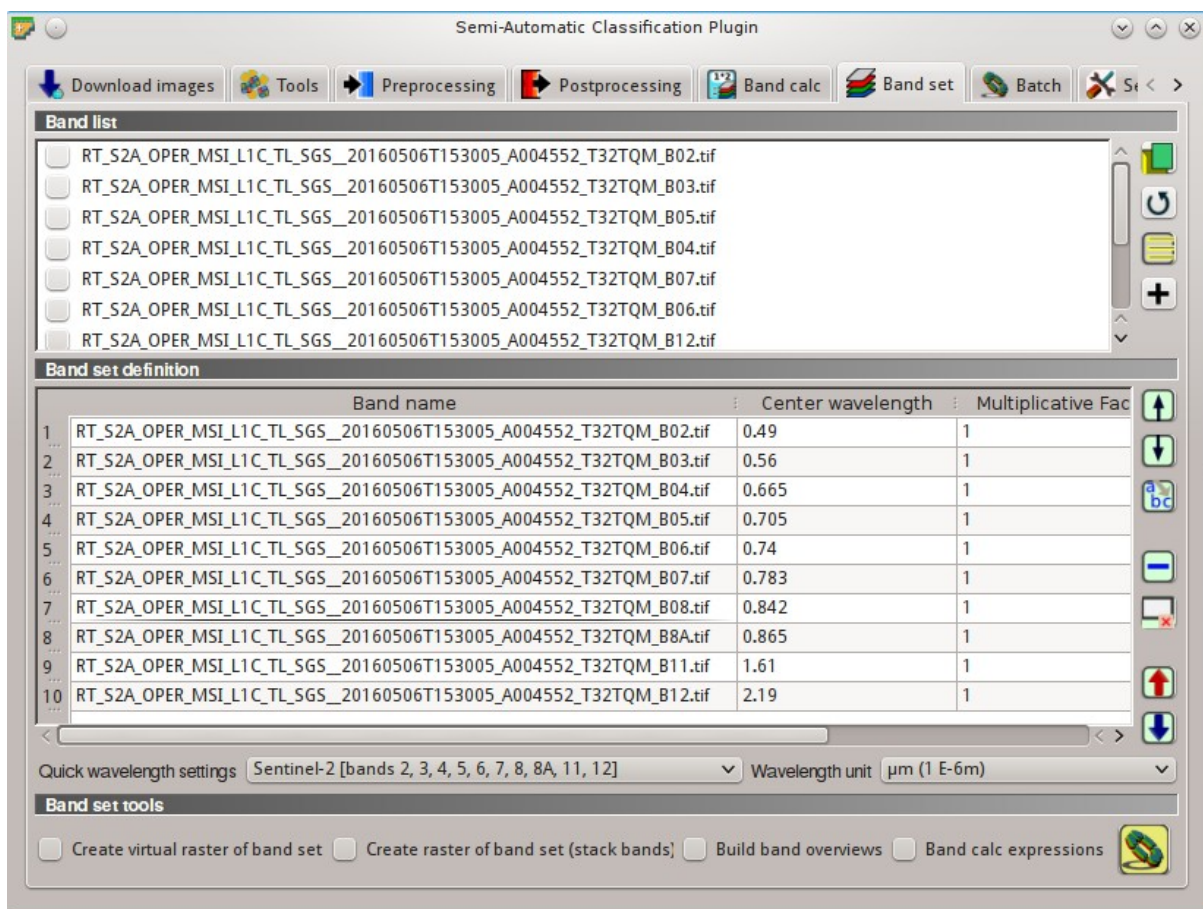 Semi-Automatic Classification Plugin
Download images Tools Preprocessing Postprocessing Band calc Band set Batch
Band list
RT_S2A_OPER_MSI_L1C_TL_SGS__20160506T153005_A004552_T32TQM_B02.tif
RT_S2A_OPER_MSI_L1C_TL_SGS__20160506T153005_A004552_T32TQM_B03.tif
RT_S2A_OPER_MSI_L1C_TL_SGS__20160506T153005_A004552_T32TQM_B05.tif
RT_S2A_OPER_MSI_L1C_TL_SGS__20160506T153005_A004552_T32TQM_B04.tif
RT_S2A_OPER_MSI_L1C_TL_SGS__20160506T153005_A004552_T32TQM_B07.tif
RT_S2A_OPER_MSI_L1C_TL_SGS__20160506T153005_A004552_T32TQM_B06.tif
RT_S2A_OPER_MSI_L1C_TL_SGS__20160506T153005_A004552_T32TQM_B12.tif
Band set definition
Band name Center wavelength Multiplicative Fac
1 RT_S2A_OPER_MSI_L1C_TL_SGS__20160506T153005_A004552_T32TQM_B02.tif 0.49 1
2 RT_S2A_OPER_MSI_L1C_TL_SGS__20160506T153005_A004552_T32TQM_B03.tif 0.56 1
3 RT_S2A_OPER_MSI_L1C_TL_SGS__20160506T153005_A004552_T32TQM_B04.tif 0.665 1
4 RT_S2A_OPER_MSI_L1C_TL_SGS__20160506T153005_A004552_T32TQM_B05.tif 0.705 1
5 RT_S2A_OPER_MSI_L1C_TL_SGS__20160506T153005_A004552_T32TQM_B06.tif 0.74 1
6 RT_S2A_OPER_MSI_L1C_TL_SGS__20160506T153005_A004552_T32TQM_B07.tif 0.783 1
7 RT_S2A_OPER_MSI_L1C_TL_SGS__20160506T153005_A004552_T32TQM_B08.tif 0.842 1
8 RT_S2A_OPER_MSI_L1C_TL_SGS__20160506T153005_A004552_T32TQM_B8A.tif 0.865 1
9 RT_S2A_OPER_MSI_L1C_TL_SGS__20160506T153005_A004552_T32TQM_B11.tif 1.61 1
10 RT_S2A_OPER_MSI_L1C_TL_SGS__20160506T153005_A004552_T32TQM_B12.tif 2.19 1
Quick wavelength settings Sentinel-2 [bands 2, 3, 4, 5, 6, 7, 8, 8A, 11, 12] Wavelength unit µm (1 E-6m)
Band set tools
Create virtual raster of band set Create raster of band set (stack bands) Build band overviews Band calc expressions